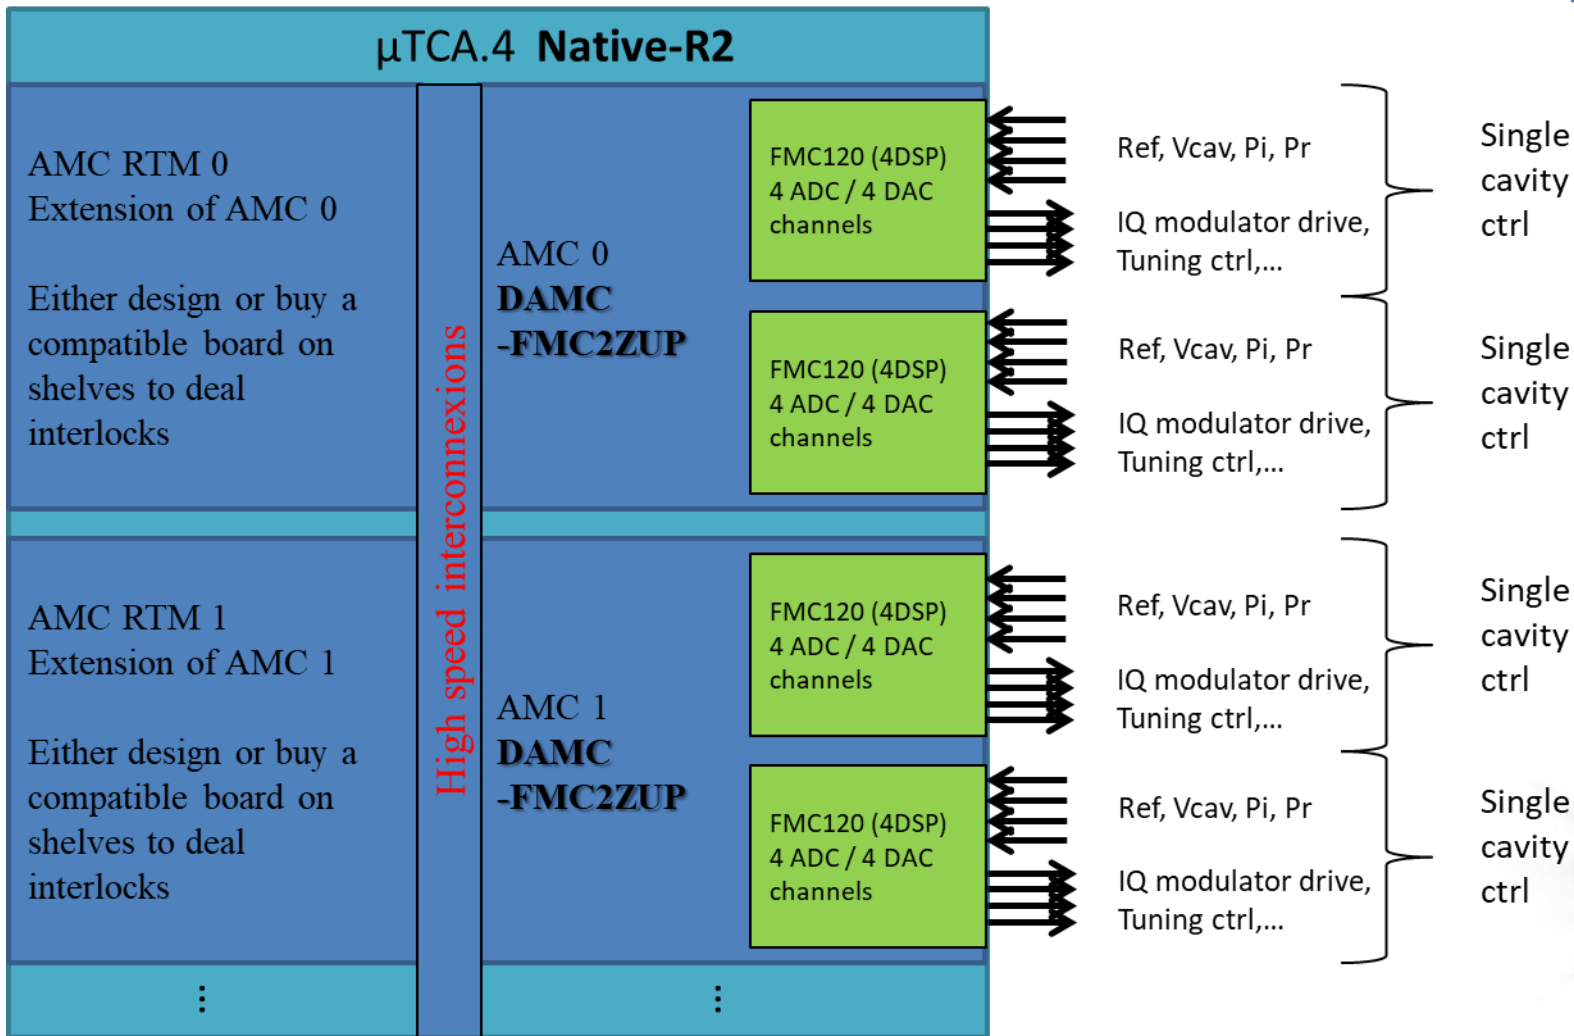 µTCA.4 Native-R2
AMC RTM 0
Extension of AMC 0
Either design or buy a
compatible board on
shelves to deal
interlocks
High speed interconnexions
AMC 0
DAMC
-FMC2ZUP
FMC120 (4DSP)
4 ADC / 4 DAC
channels
Ref, Vcav, Pi, Pr
IQ modulator drive,
Tuning ctrl,...
Single
cavity
ctrl
FMC120 (4DSP)
4 ADC / 4 DAC
channels
Ref, Vcav, Pi, Pr
IQ modulator drive,
Tuning ctrl,...
Single
cavity
ctrl
AMC RTM 1
Extension of AMC 1
Either design or buy a
compatible board on
shelves to deal
interlocks
AMC 1
DAMC
-FMC2ZUP
FMC120 (4DSP)
4 ADC / 4 DAC
channels
Ref, Vcav, Pi, Pr
IQ modulator drive,
Tuning ctrl,...
Single
cavity
ctrl
FMC120 (4DSP)
4 ADC / 4 DAC
channels
Ref, Vcav, Pi, Pr
IQ modulator drive,
Tuning ctrl,...
Single
cavity
ctrl
⋮
⋮